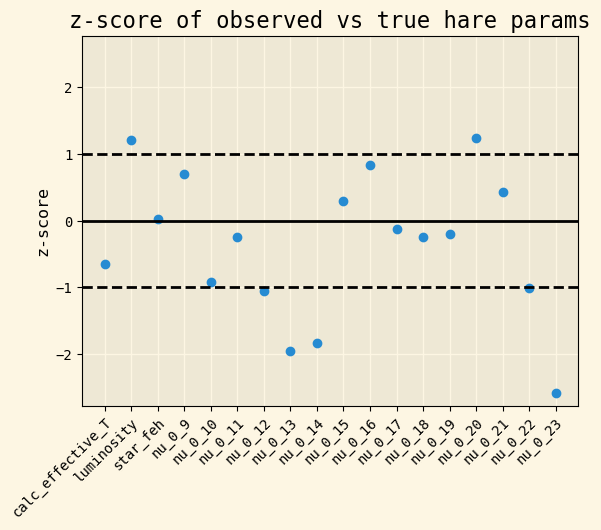 z-score of observed vs true hare params
z-score
2
1
0
−1
−2
calc_effective_T
luminosity
star_feh
nu_0_9
nu_0_10
nu_0_11
nu_0_12
nu_0_13
nu_0_14
nu_0_15
nu_0_16
nu_0_17
nu_0_18
nu_0_19
nu_0_20
nu_0_21
nu_0_22
nu_0_23